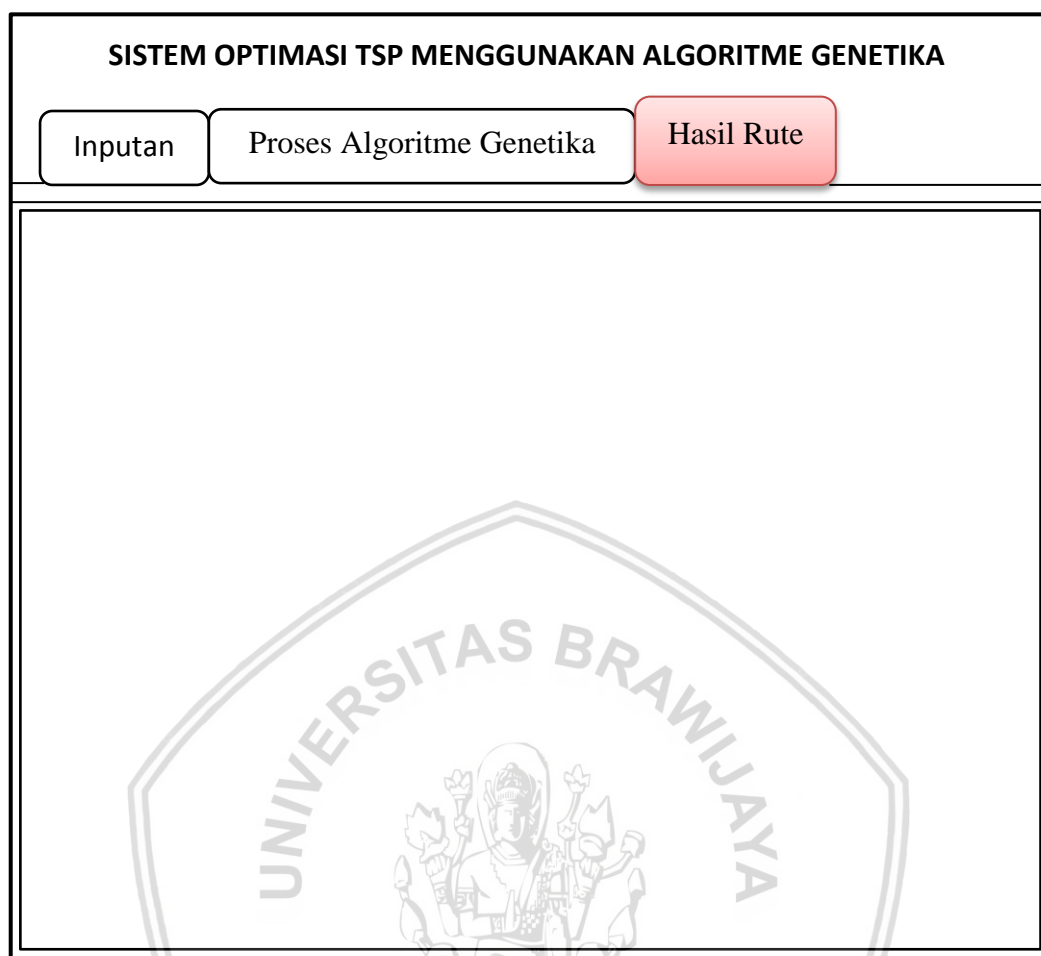 SISTEM OPTIMASI TSP MENGGUNAKAN ALGORITME GENETIKA
Inputan Proses Algoritme Genetika Hasil Rute
UNIVERSITAS BRAWIJAYA